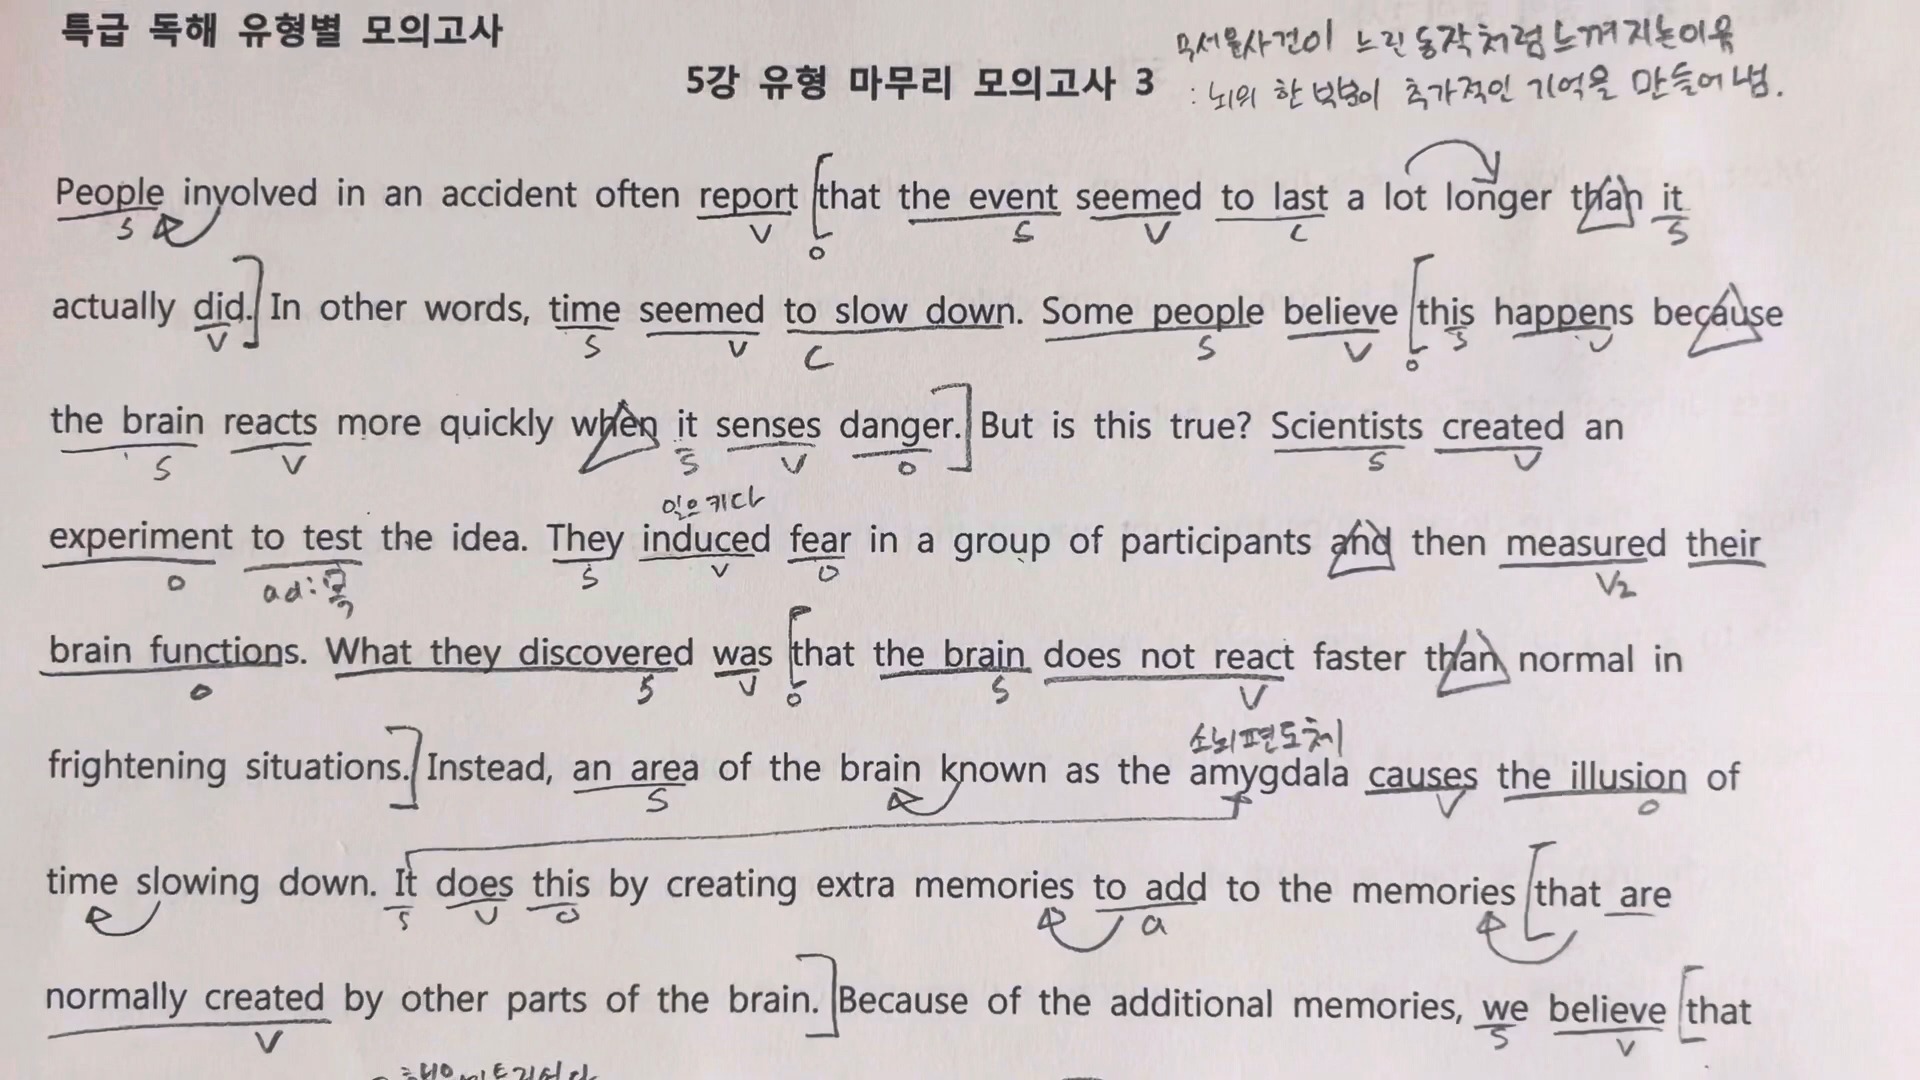 특급 독해 유형별 모의고사
무서운사건이 느린 동작처럼 느껴지는이유
5강 유형 마무리 모의고사 3
: 뇌의 한 부분이 추가적인 기억을 만들어냄.
People involved in an accident often report that the event seemed to last a lot longer than it
S V O S V C S
actually did. In other words, time seemed to slow down. Some people believe this happens because
V S V C S V O S V
the brain reacts more quickly when it senses danger. But is this true? Scientists created an
S V S V O S V
일으키다
experiment to test the idea. They induced fear in a group of participants and then measured their
O ad: 목 S V O V2
brain functions. What they discovered was that the brain does not react faster than normal in
O S V O S V
소뇌편도체
frightening situations. Instead, an area of the brain known as the amygdala causes the illusion of
S V O
time slowing down. It does this by creating extra memories to add to the memories that are
S V O a
normally created by other parts of the brain. Because of the additional memories, we believe that
V S V